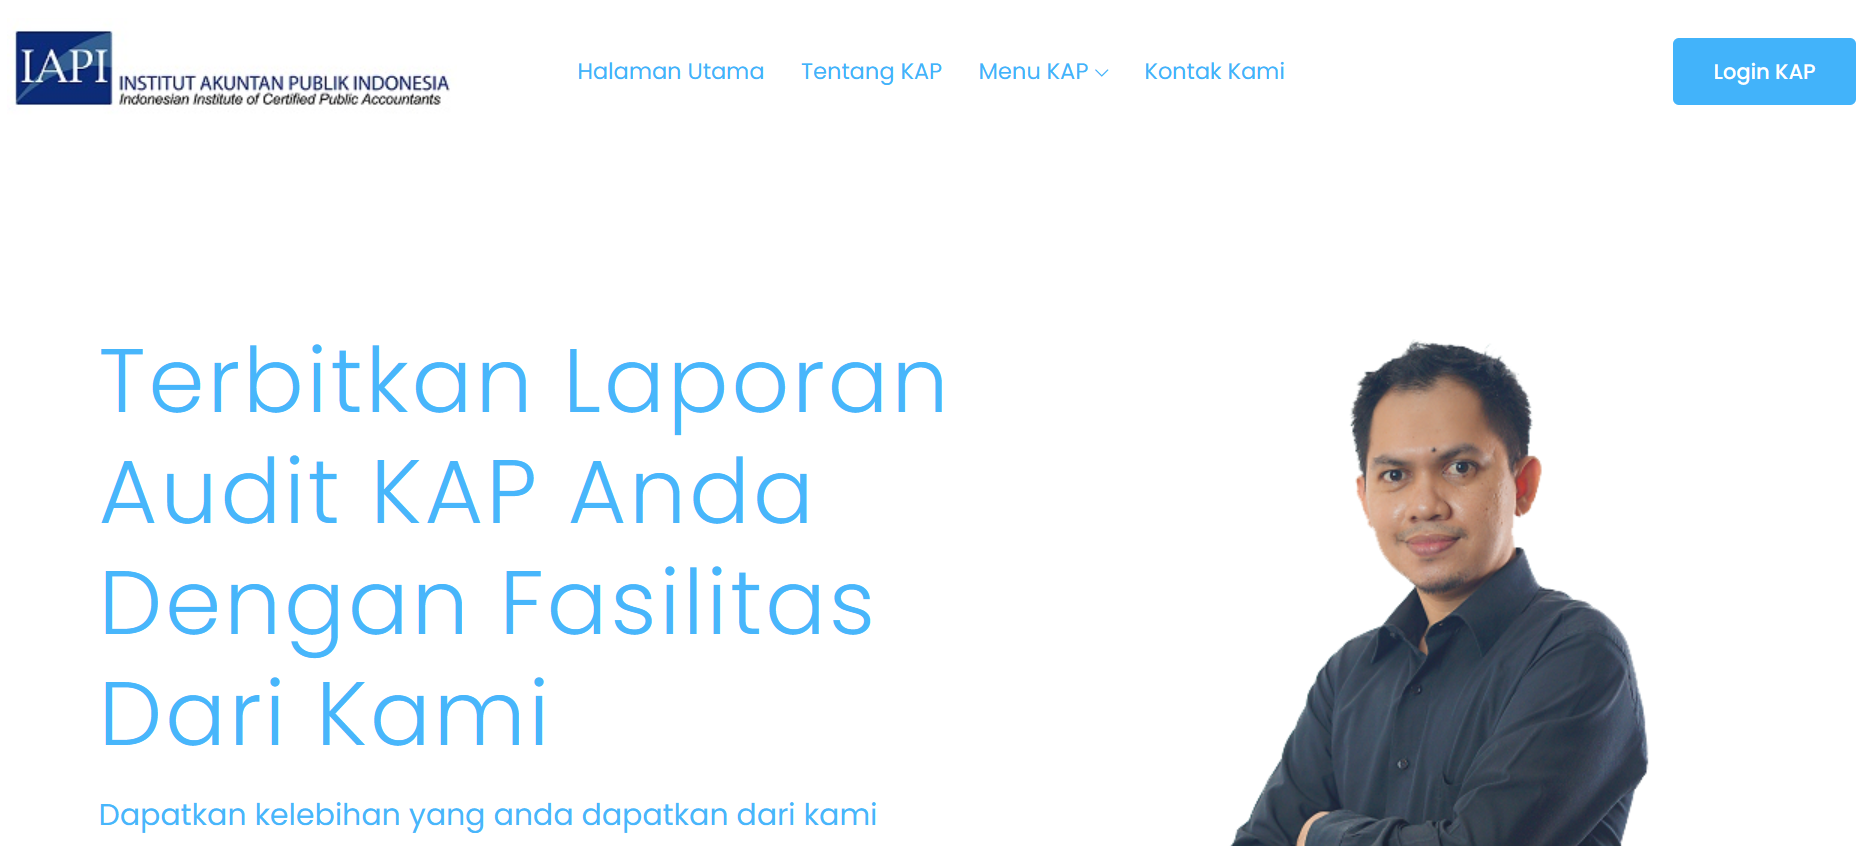 IAPI
INSTITUT AKUNTAN PUBLIK INDONESIA
Indonesian Institute of Certified Public Accountants
Halaman Utama
Tentang KAP
Menu KAP
Kontak Kami
Login KAP
Terbitkan Laporan
Audit KAP Anda
Dengan Fasilitas
Dari Kami
Dapatkan kelebihan yang anda dapatkan dari kami